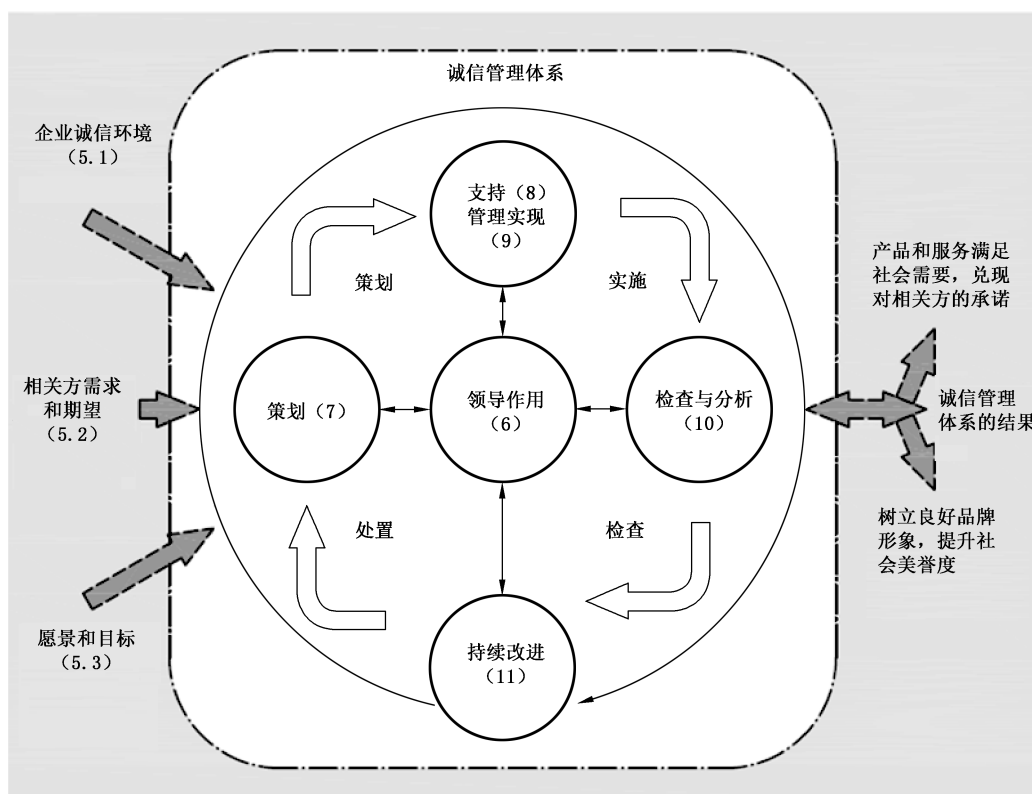 诚信管理体系
企业诚信环境
（5.1）
支持（8）
管理实现
（9）
策划
实施
产品和服务满足
社会需要，兑现
对相关方的承诺
相关方需求
和期望
（5.2）
策划（7）
领导作用
（6）
检查与分析
（10）
诚信管理
体系的结果
处置
检查
树立良好品牌
形象，提升社
会美誉度
愿景和目标
（5.3）
持续改进
（11）